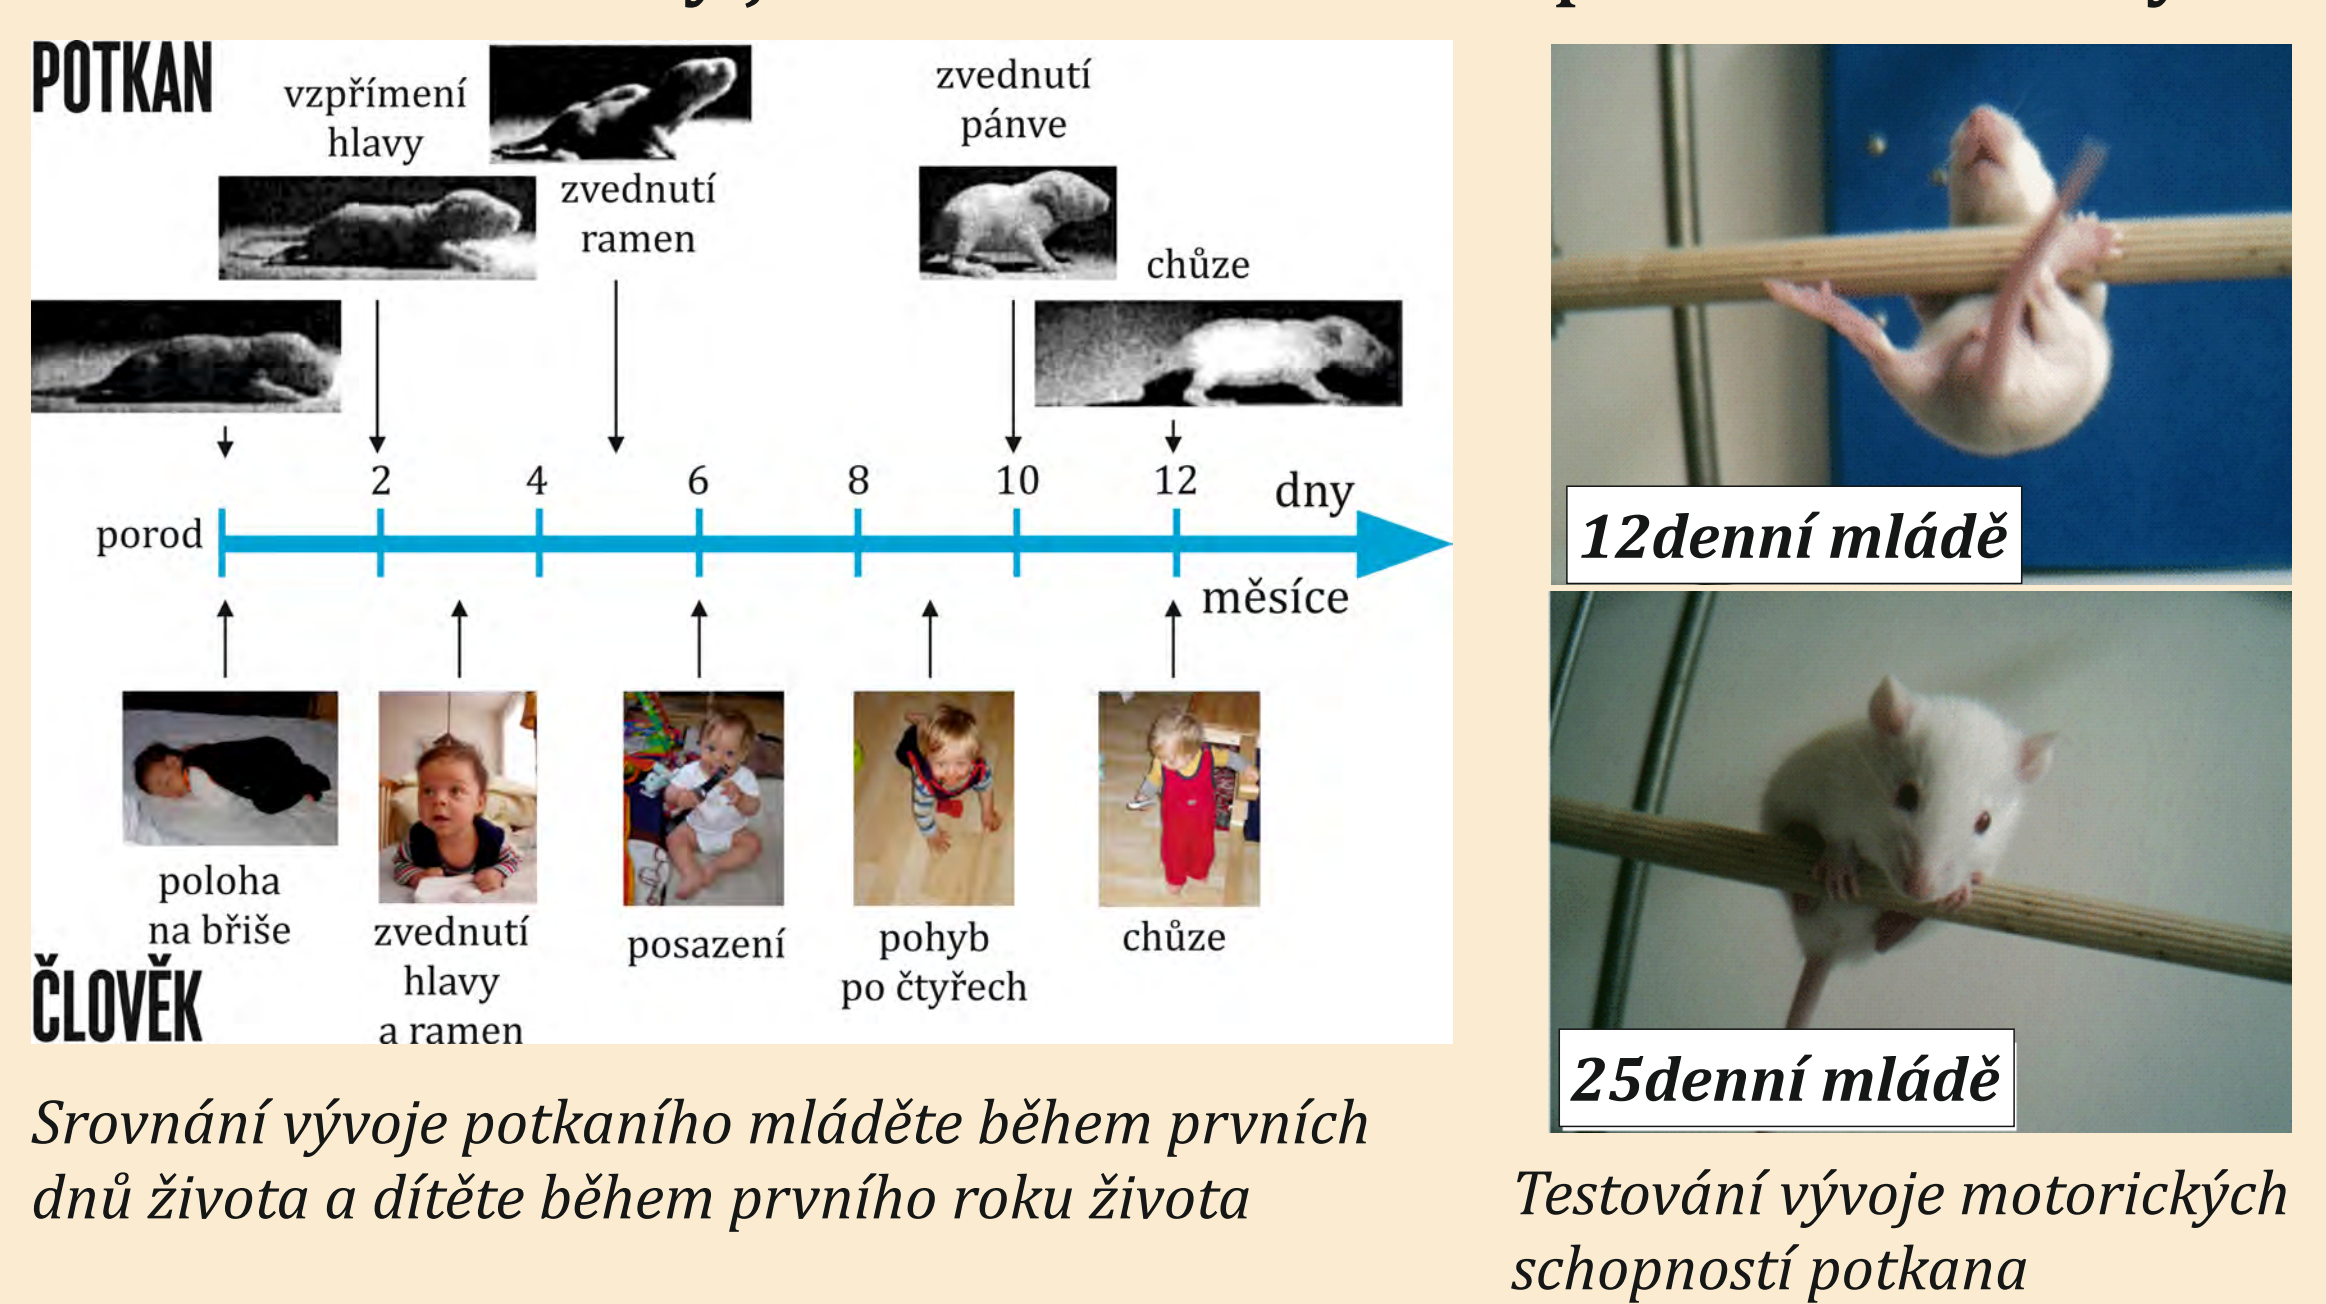 POTKAN
vzpřímení
hlavy
zvednutí
ramen
zvednutí
pánve
chůze
2 4 6 8 10 12 dny
porod
měsíce
poloha
na břiše
zvednutí
hlavy
a ramen
posazení
pohyb
po čtyřech
chůze
ČLOVĚK
Srovnání vývoje potkaního mláděte během prvních
dnů života a dítěte během prvního roku života
12denní mládě
25denní mládě
Testování vývoje motorických
schopností potkana